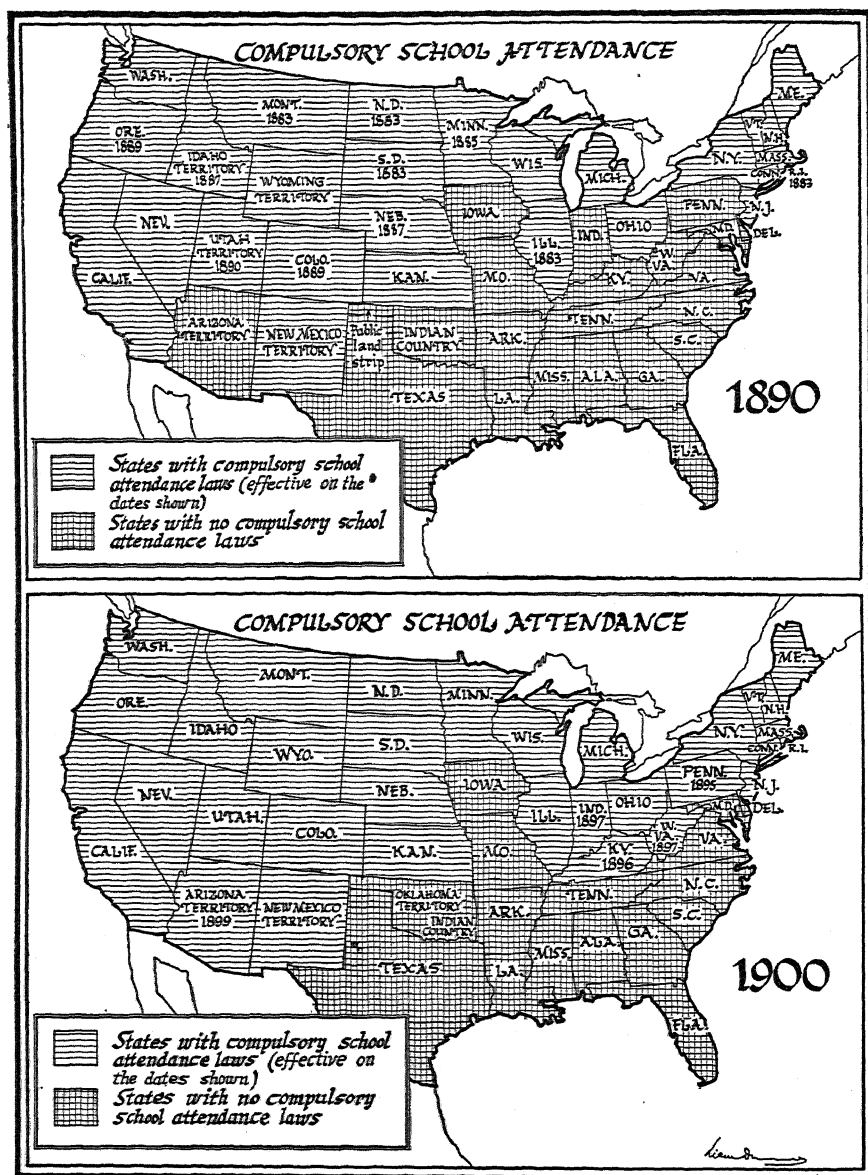 COMPULSORY SCHOOL ATTENDANCE
WASH.
MONT.
1883
N.D.
1883
MINN.
1885
ME.
ORE.
1889
IDAHO
TERRITORY
1887
WYOMING
TERRITORY
S.D.
1883
WIS.
MICH.
N.Y.
VT.
N.H.
MASS.
CONN.
R.I.
1883
NEV.
UTAH
TERRITORY
1890
COLO.
1889
NEB.
1887
IOWA
ILL.
1883
IND.
OHIO
PENN.
N.J.
MD.
DEL.
CALIF.
KAN.
MO.
KY.
W.
VA.
VA.
ARIZONA
TERRITORY
NEW MEXICO
TERRITORY
Public
land
strip
INDIAN
COUNTRY
ARK.
TENN.
N.C.
S.C.
TEXAS
LA.
MISS.
ALA.
GA.
FLA.
1890
States with compulsory school
attendance laws (effective on the
dates shown)
States with no compulsory school
attendance laws
COMPULSORY SCHOOL ATTENDANCE
WASH.
MONT.
N.D.
MINN.
ME.
ORE.
IDAHO
WYO.
S.D.
WIS.
MICH.
N.Y.
VT.
N.H.
MASS.
CONN.
R.I.
NEV.
UTAH.
COLO.
NEB.
IOWA
ILL.
IND.
1897
OHIO
PENN.
1895
N.J.
MD.
DEL.
CALIF.
KAN.
MO.
KY.
1896
W.
VA.
1897
VA.
ARIZONA
TERRITORY
1899
NEW MEXICO
TERRITORY
OKLAHOMA
TERRITORY
INDIAN
COUNTRY
ARK.
TENN.
N.C.
S.C.
TEXAS
LA.
MISS.
ALA.
GA.
FLA.
1900
States with compulsory school
attendance laws (effective on
the dates shown)
States with no compulsory
school attendance laws